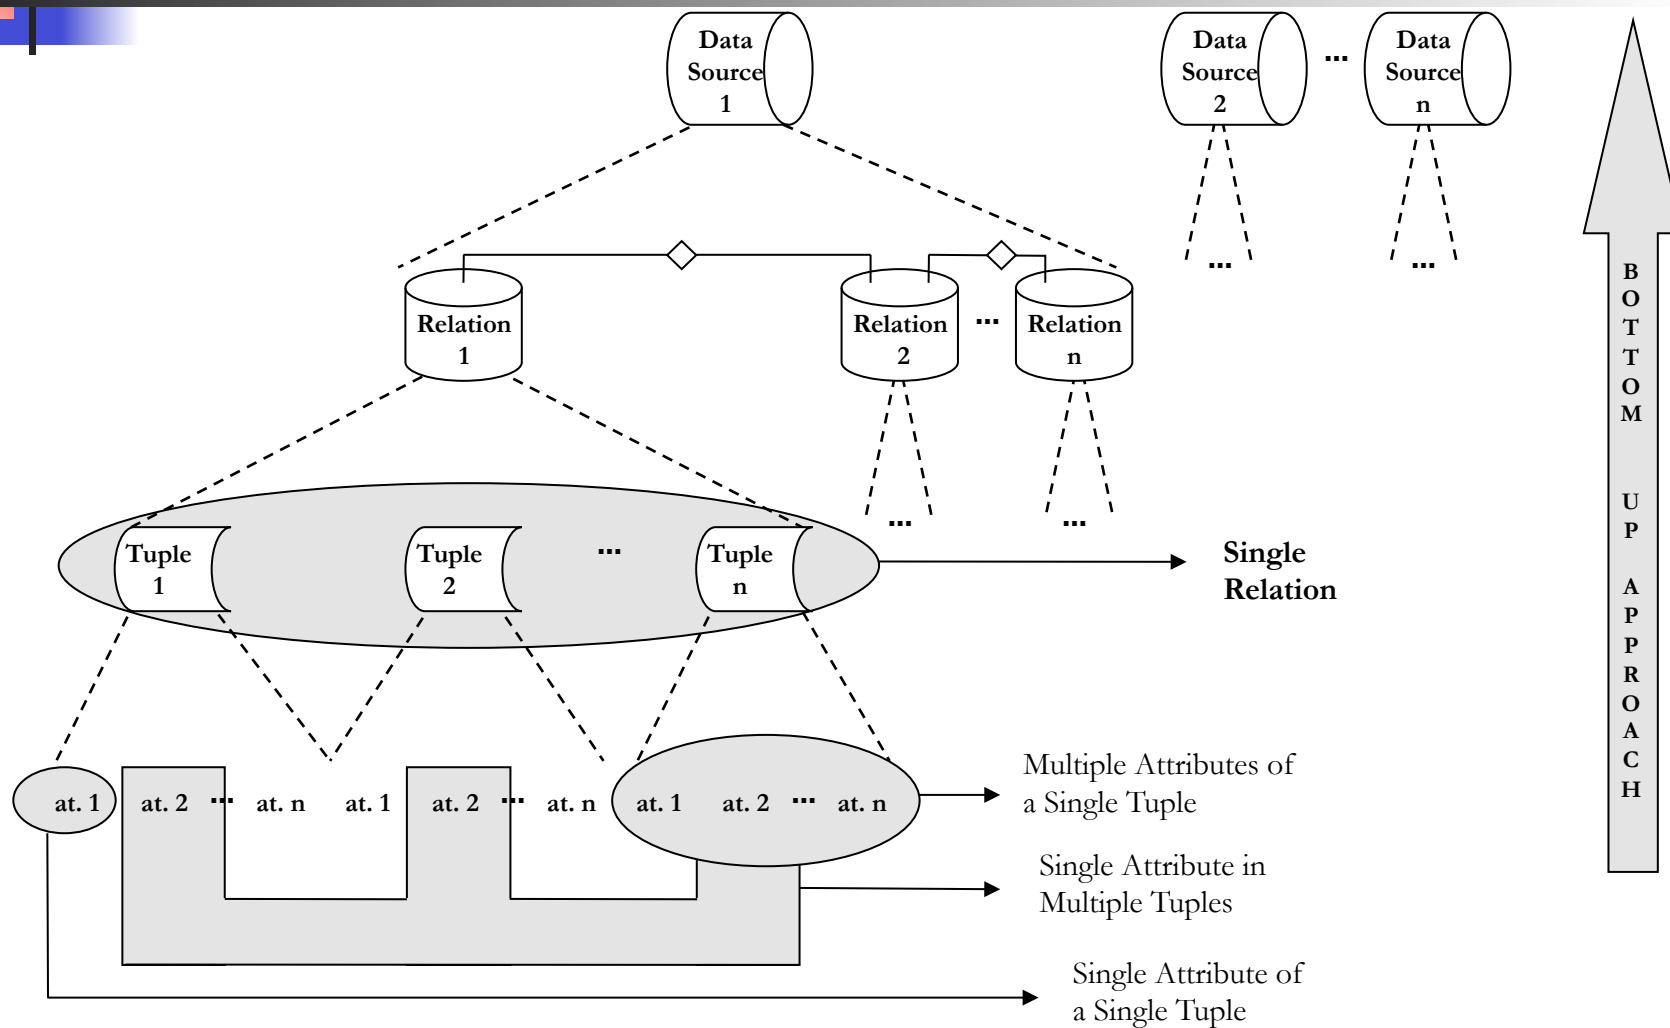 Data
Source
1
Data
Source
2
...
Data
Source
n
Relation
1
Relation
2
...
Relation
n
...
...
Tuple
1
Tuple
2
...
Tuple
n
...
...
Single
Relation
at. 1
at. 2
...
at. n
at. 1
at. 2
...
at. n
at. 1
at. 2
...
at. n
Multiple Attributes of
a Single Tuple
Single Attribute in
Multiple Tuples
Single Attribute of
a Single Tuple
B
O
T
T
O
M
U
P
A
P
P
R
O
A
C
H